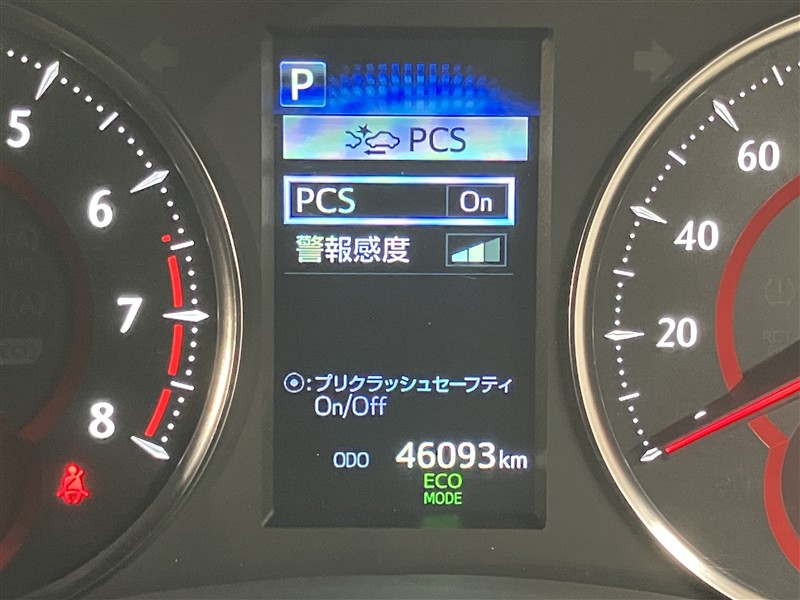 P
PCS
PCS On
警報感度
⦿:プリクラッシュセーフティ
On/Off
ODO 46093km
ECO
MODE
5
6
7
8
60
40
20